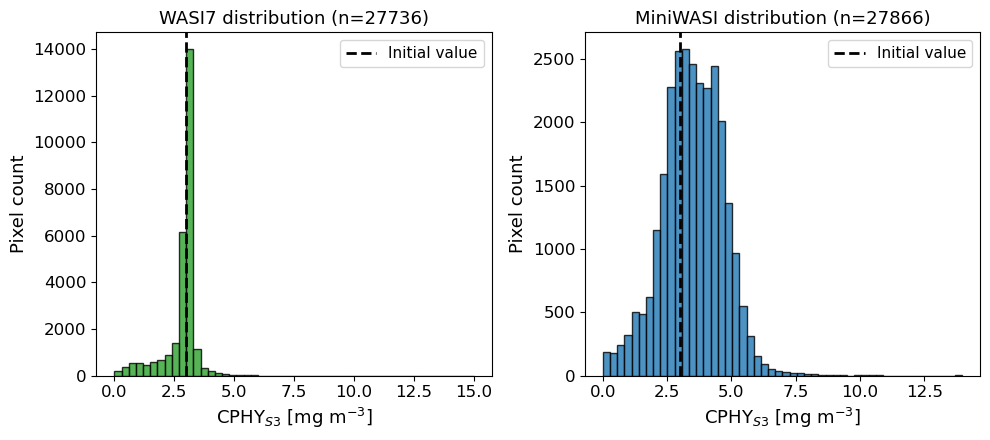 WASI7 distribution (n=27736)
Initial value
Pixel count
14000
12000
10000
8000
6000
4000
2000
0
0.0 2.5 5.0 7.5 10.0 12.5 15.0
CPHY_{S3} [mg m^{−3}]
MiniWASI distribution (n=27866)
Initial value
Pixel count
2500
2000
1500
1000
500
0
0.0 2.5 5.0 7.5 10.0 12.5
CPHY_{S3} [mg m^{−3}]